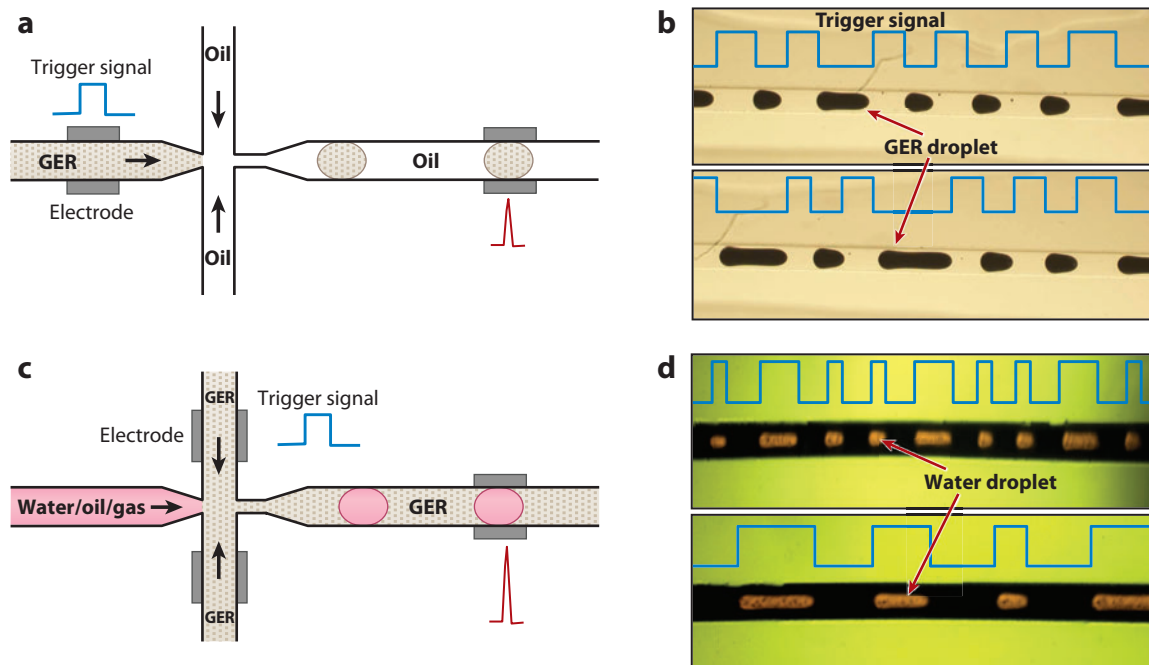 a
Oil
Trigger signal
GER
Oil
Electrode
Oil
b
Trigger signal
GER droplet
c
GER
Trigger signal
Electrode
Water/oil/gas
GER
GER
d
Water droplet